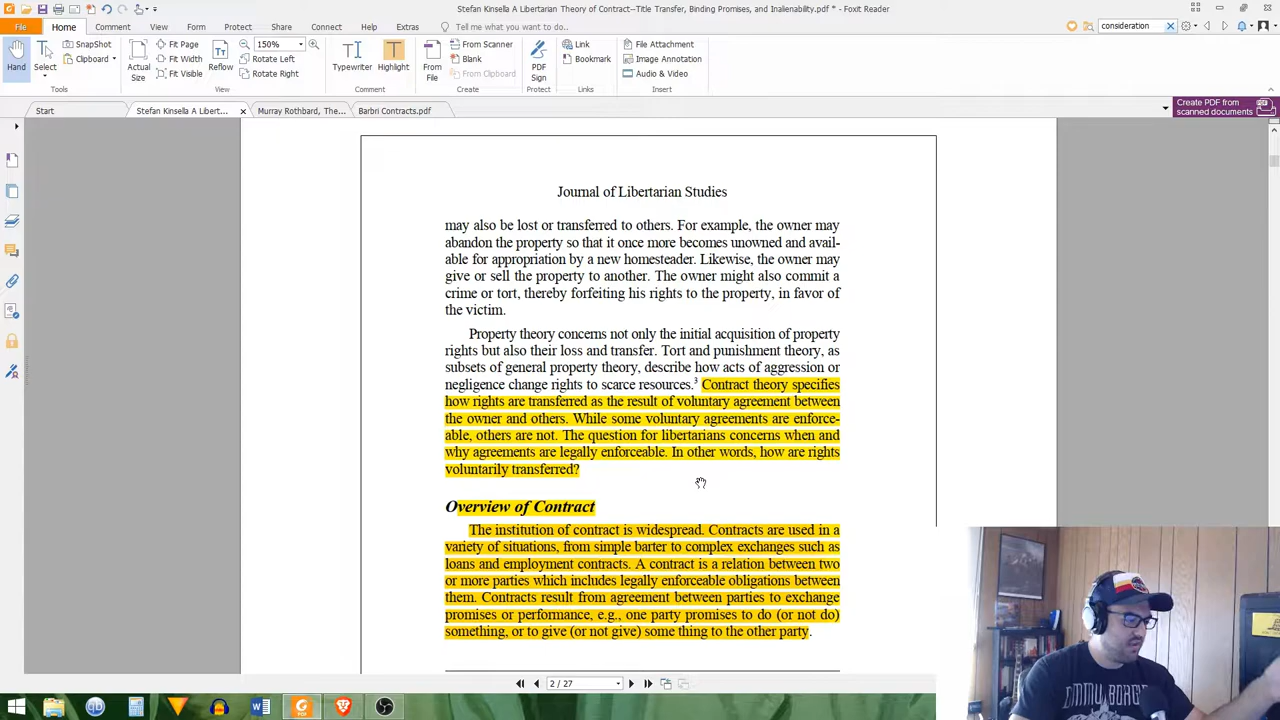 Stefan Kinsella A Libertarian Theory of Contract--Title Transfer, Binding Promises, and Inalienability.pdf * - Foxit Reader
File Home Comment View Form Protect Share Connect Help Extras Tell me what you want to do... consideration
Hand
Select
SnapShot
Clipboard
Actual Size
Fit Page
Fit Width
Fit Visible
Reflow
150%
Rotate Left
Rotate Right
Typewriter
Highlight
From File
From Scanner
Blank
From Clipboard
PDF Sign
Link
Bookmark
File Attachment
Image Annotation
Audio & Video
Tools View Comment Create Protect Links Insert
Start Stefan Kinsella A Libert... Murray Rothbard, The... Barbri Contracts.pdf
Create PDF from scanned documents
Journal of Libertarian Studies
may also be lost or transferred to others. For example, the owner may
abandon the property so that it once more becomes unowned and avail-
able for appropriation by a new homesteader. Likewise, the owner may
give or sell the property to another. The owner might also commit a
crime or tort, thereby forfeiting his rights to the property, in favor of
the victim.
Property theory concerns not only the initial acquisition of property
rights but also their loss and transfer. Tort and punishment theory, as
subsets of general property theory, describe how acts of aggression or
negligence change rights to scarce resources.3 Contract theory specifies
how rights are transferred as the result of voluntary agreement between
the owner and others. While some voluntary agreements are enforce-
able, others are not. The question for libertarians concerns when and
why agreements are legally enforceable. In other words, how are rights
voluntarily transferred?
Overview of Contract
The institution of contract is widespread. Contracts are used in a
variety of situations, from simple barter to complex exchanges such as
loans and employment contracts. A contract is a relation between two
or more parties which includes legally enforceable obligations between
them. Contracts result from agreement between parties to exchange
promises or performance, e.g., one party promises to do (or not do)
something, or to give (or not give) some thing to the other party.
2 / 27